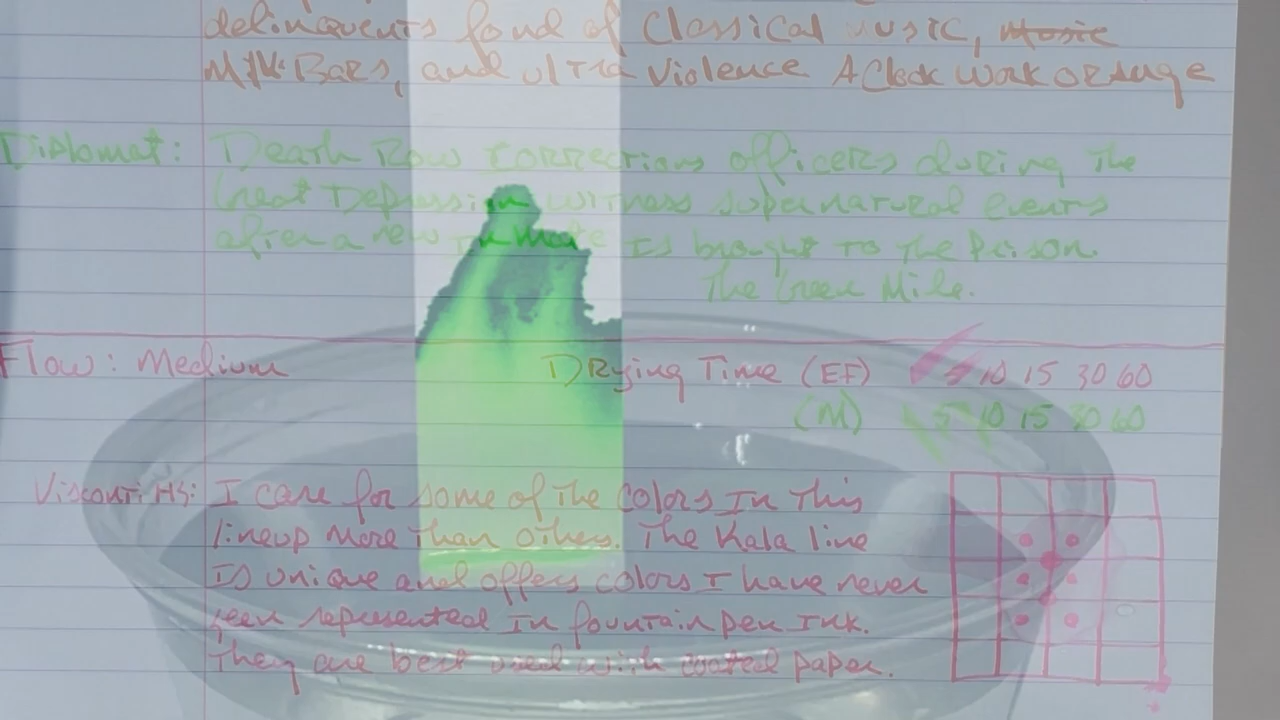 delinquents fond of Classical music, Music
Milk Bars, and ultra Violence A Clock Work orange
Diplomat: Death Row corrections officers during The
Great Depression witness supernatural events
after a new inmate Is brought to The Prison.
The Green Mile.
Flow: Medium Drying Time (EF) 5 10 15 30 60
(M) 5 10 15 30 60
Visconti HS: I care for some of The colors In This
lineup More Than others. The Kala line
Is unique and offers colors I have never
seen represented In fountain pen Ink.
They are best used with coated paper.